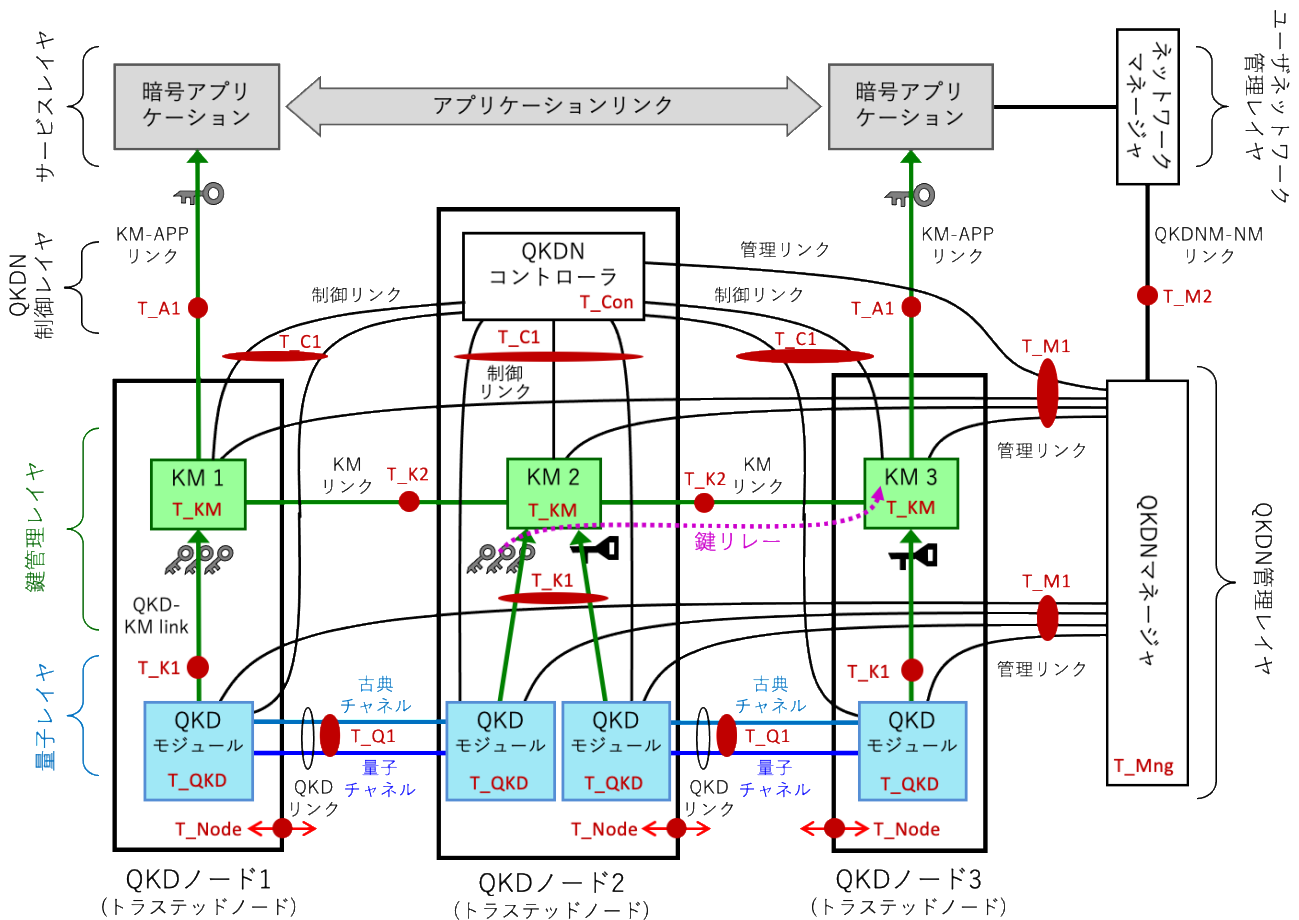 サービスレイヤ
暗号アプリ
ケーション
アプリケーションリンク
暗号アプリ
ケーション
ネットワーク
マネージャ
ユーザネットワーク
管理レイヤ
KM-APP
リンク
T_A1
QKDN
制御レイヤ
QKDN
コントローラ
T_Con
管理リンク
制御リンク
T_C1
T_C1
制御
リンク
制御リンク
T_C1
KM-APP
リンク
T_A1
QKDNM-NM
リンク
T_M2
T_M1
管理リンク
鍵管理レイヤ
KM 1
T_KM
KM
リンク
T_K2
KM 2
T_KM
T_K2
KM
リンク
KM 3
T_KM
鍵リレー
QKD-
KM link
T_K1
T_K1
T_K1
T_M1
管理リンク
QKDNマネージャ
T_Mng
QKDN管理レイヤ
量子レイヤ
QKD
モジュール
T_QKD
古典
チャネル
T_Q1
量子
チャネル
QKD
リンク
QKD
モジュール
T_QKD
QKD
モジュール
T_QKD
古典
チャネル
T_Q1
量子
チャネル
QKD
リンク
QKD
モジュール
T_QKD
T_Node
T_Node
T_Node
QKDノード1
(トラステッドノード)
QKDノード2
(トラステッドノード)
QKDノード3
(トラステッドノード)